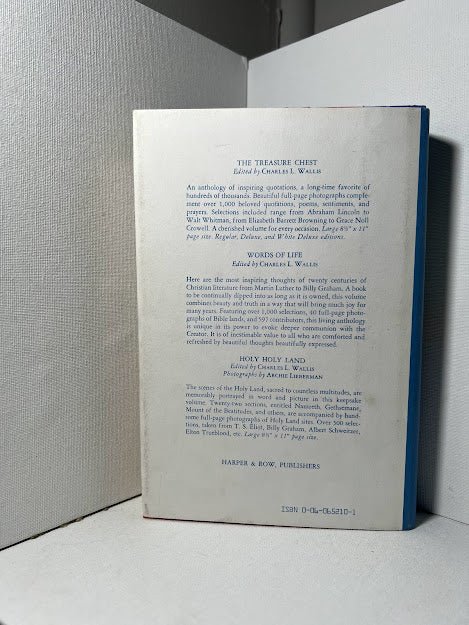 THE TREASURE CHEST
Edited by CHARLES L. WALLIS
An anthology of inspiring quotations, a long-time favorite of
hundreds of thousands. Beautiful full-page photographs comple-
ment over 1,000 beloved quotations, poems, sentiments, and
prayers. Selections included range from Abraham Lincoln to
Walt Whitman, from Elizabeth Barrett Browning to Grace Noll
Crowell. A cherished volume for every occasion. Large 8½" x 11"
page size. Regular, Deluxe, and White Deluxe editions.
WORDS OF LIFE
Edited by CHARLES L. WALLIS
Here are the most inspiring thoughts of twenty centuries of
Christian literature from Martin Luther to Billy Graham. A book
to be continually dipped into as long as it is owned, this volume
combines beauty and truth in a way that will bring much joy for
many years. Featuring over 1,000 selections, 40 full-page photo-
graphs of Bible lands, and 597 contributors, this living anthology
is unique in its power to evoke deeper communion with the
Creator. It is of inestimable value to all who are comforted and
refreshed by beautiful thoughts beautifully expressed.
HOLY HOLY LAND
Edited by CHARLES L. WALLIS
Photographs by ARCHIE LIEBERMAN
The scenes of the Holy Land, sacred to countless multitudes, are
memorably portrayed in word and picture in this keepsake
volume. Twenty-two sections, entitled Nazareth, Gethsemane,
Mount of the Beatitudes, and others, are accompanied by hand-
some full-page photographs of Holy Land sites. Over 300 selec-
tions, taken from T. S. Eliot, Billy Graham, Albert Schweitzer,
Elton Trueblood, etc. Large 8½" x 11" page size.
HARPER & ROW, PUBLISHERS
ISBN 0-06-065210-1